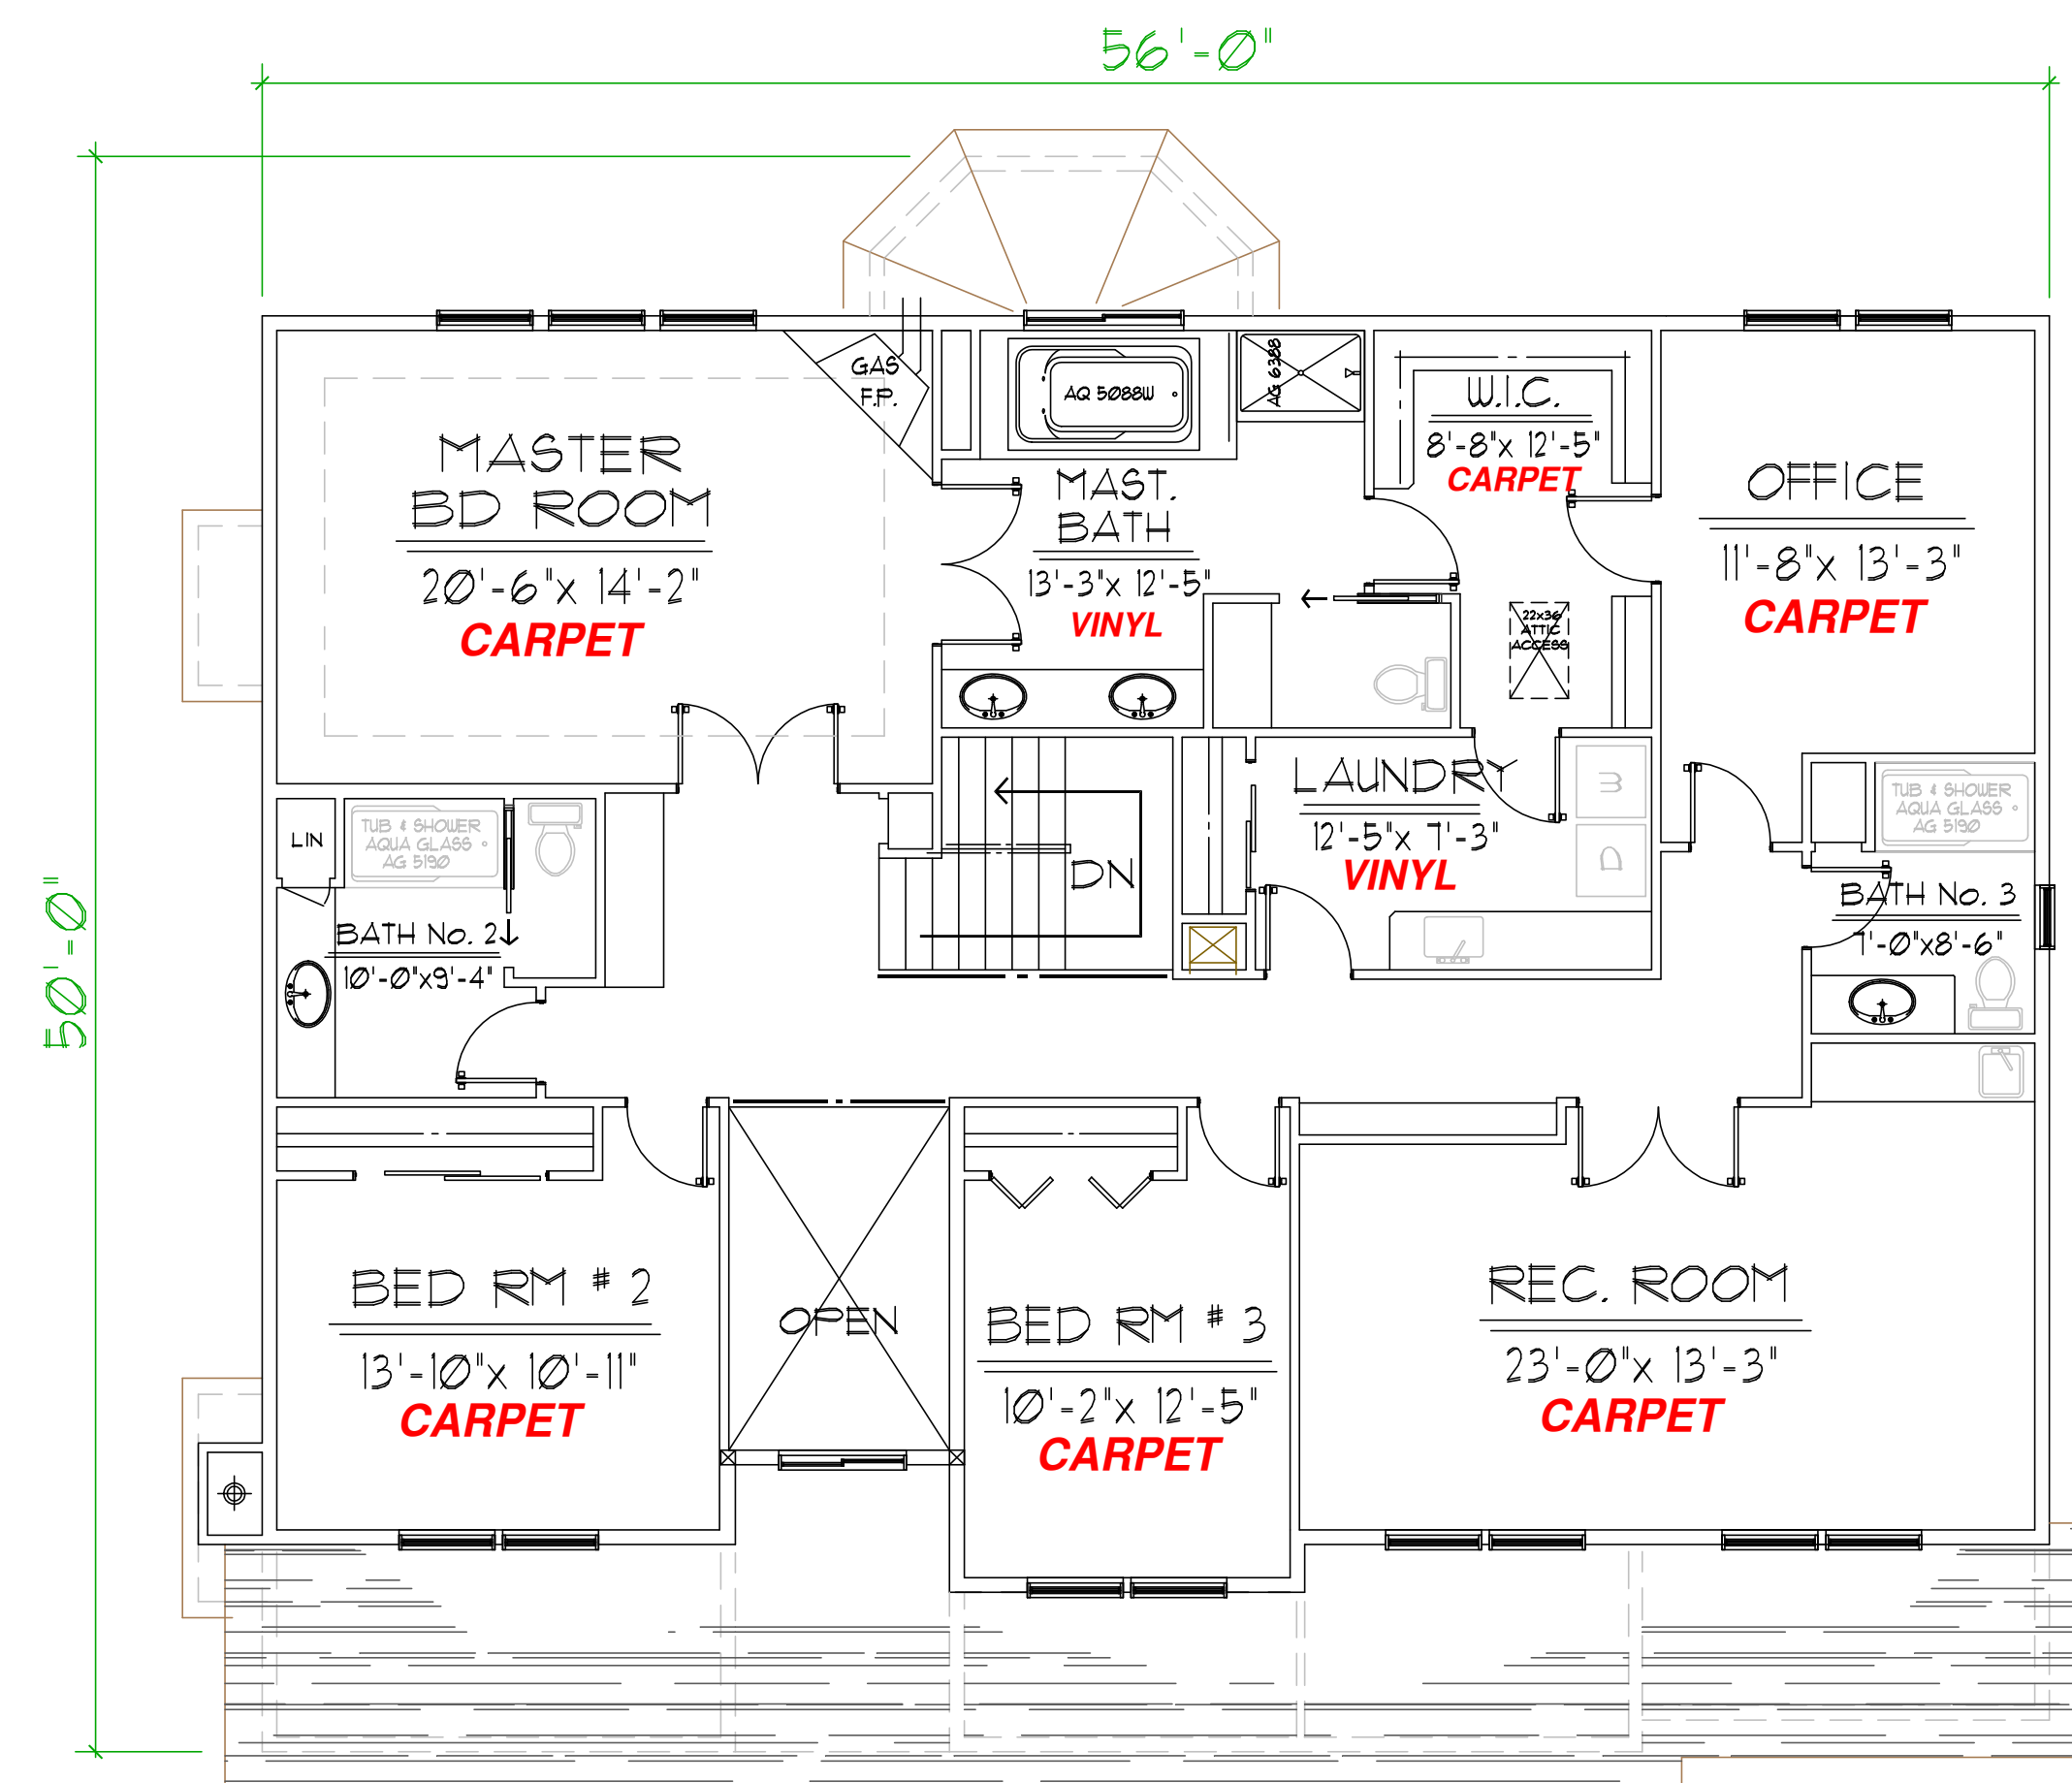 56'-0"
50'-0"
GAS
F.P.
AQ 5088W
AG 6388
W.I.C.
8'-8"x 12'-5"
CARPET
MASTER
BD ROOM
20'-6"x 14'-2"
CARPET
MAST.
BATH
13'-3"x 12'-5"
VINYL
OFFICE
11'-8"x 13'-3"
CARPET
22x36
ATTIC
ACCESS
LAUNDRY
12'-5"x 7'-3"
VINYL
W
D
DN
LIN
TUB & SHOWER
AQUA GLASS
AG 5190
BATH No. 2
10'-0"x9'-4"
TUB & SHOWER
AQUA GLASS
AG 5190
BATH No. 3
7'-0"x8'-6"
BED RM # 2
13'-10"x 10'-11"
CARPET
OPEN
BED RM # 3
10'-2"x 12'-5"
CARPET
REC. ROOM
23'-0"x 13'-3"
CARPET